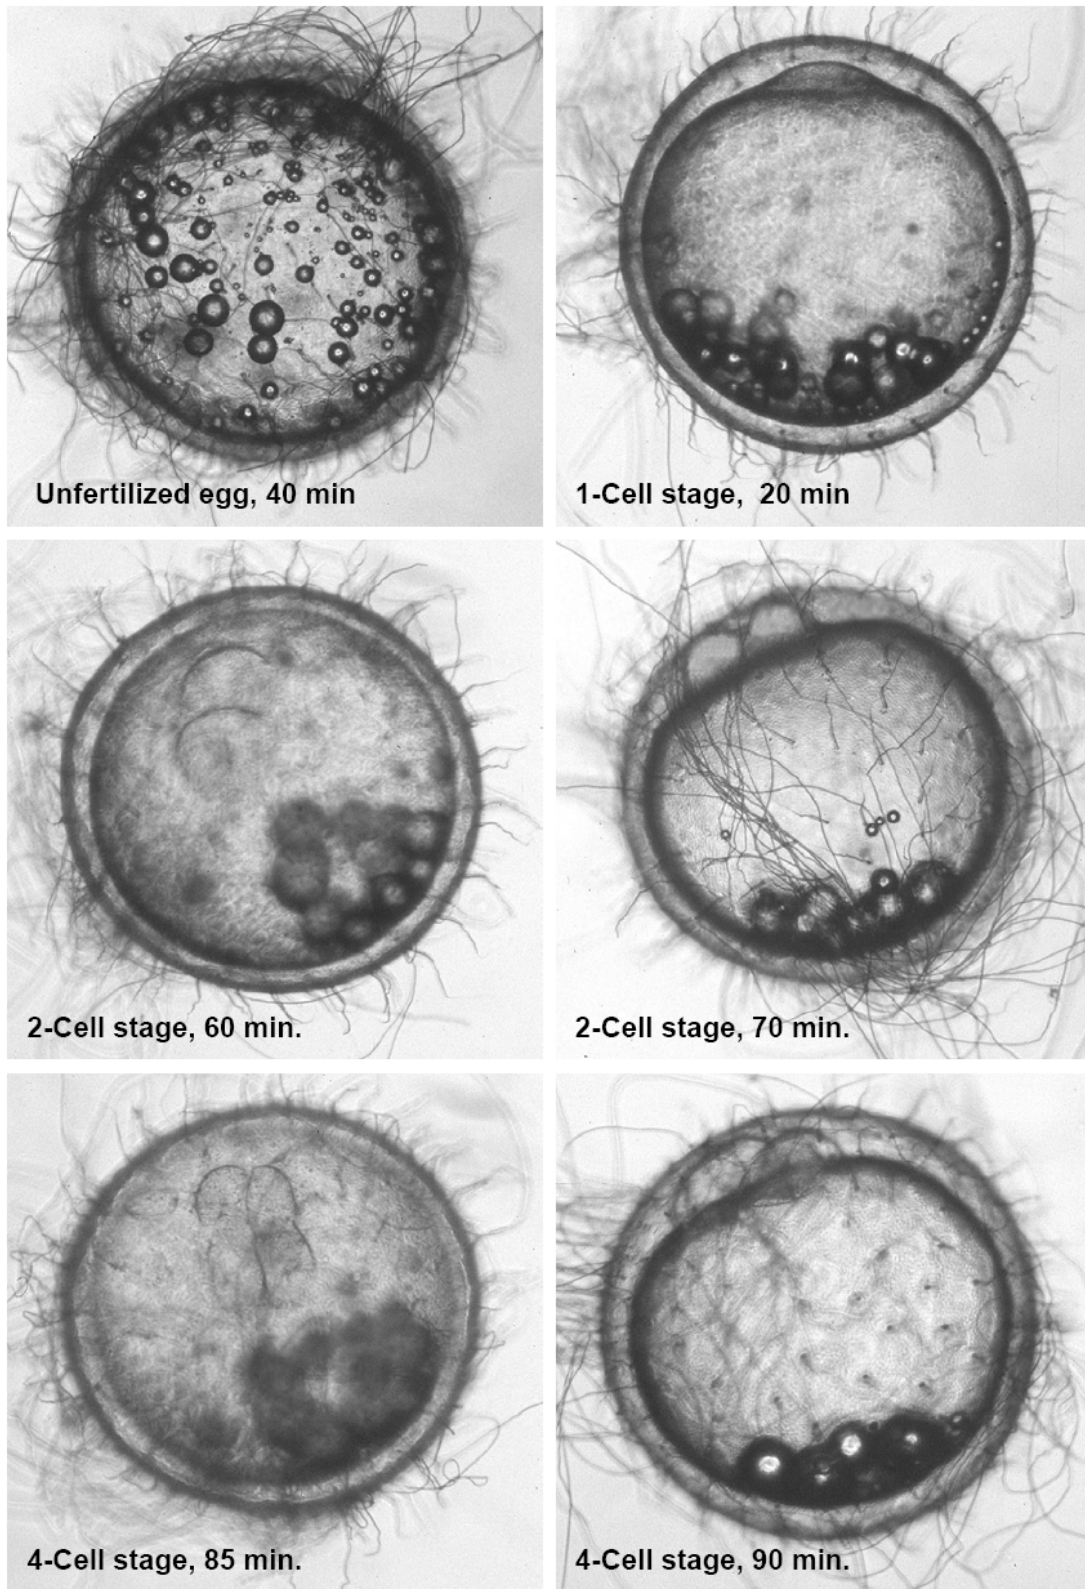 Unfertilized egg, 40 min
1-Cell stage,  20 min
2-Cell stage, 60 min.
2-Cell stage, 70 min.
4-Cell stage, 85 min.
4-Cell stage, 90 min.